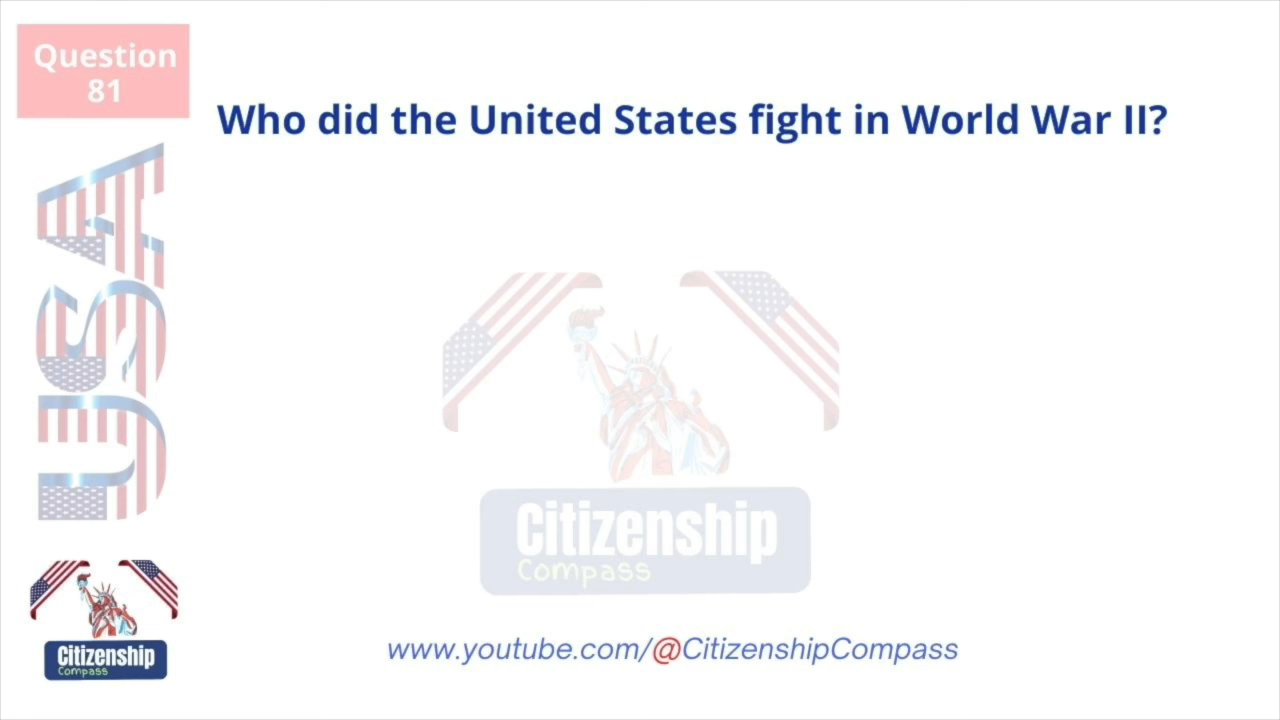 Question
81
Who did the United States fight in World War II?
USA
Citizenship
Compass
Citizenship
Compass
www.youtube.com/@CitizenshipCompass